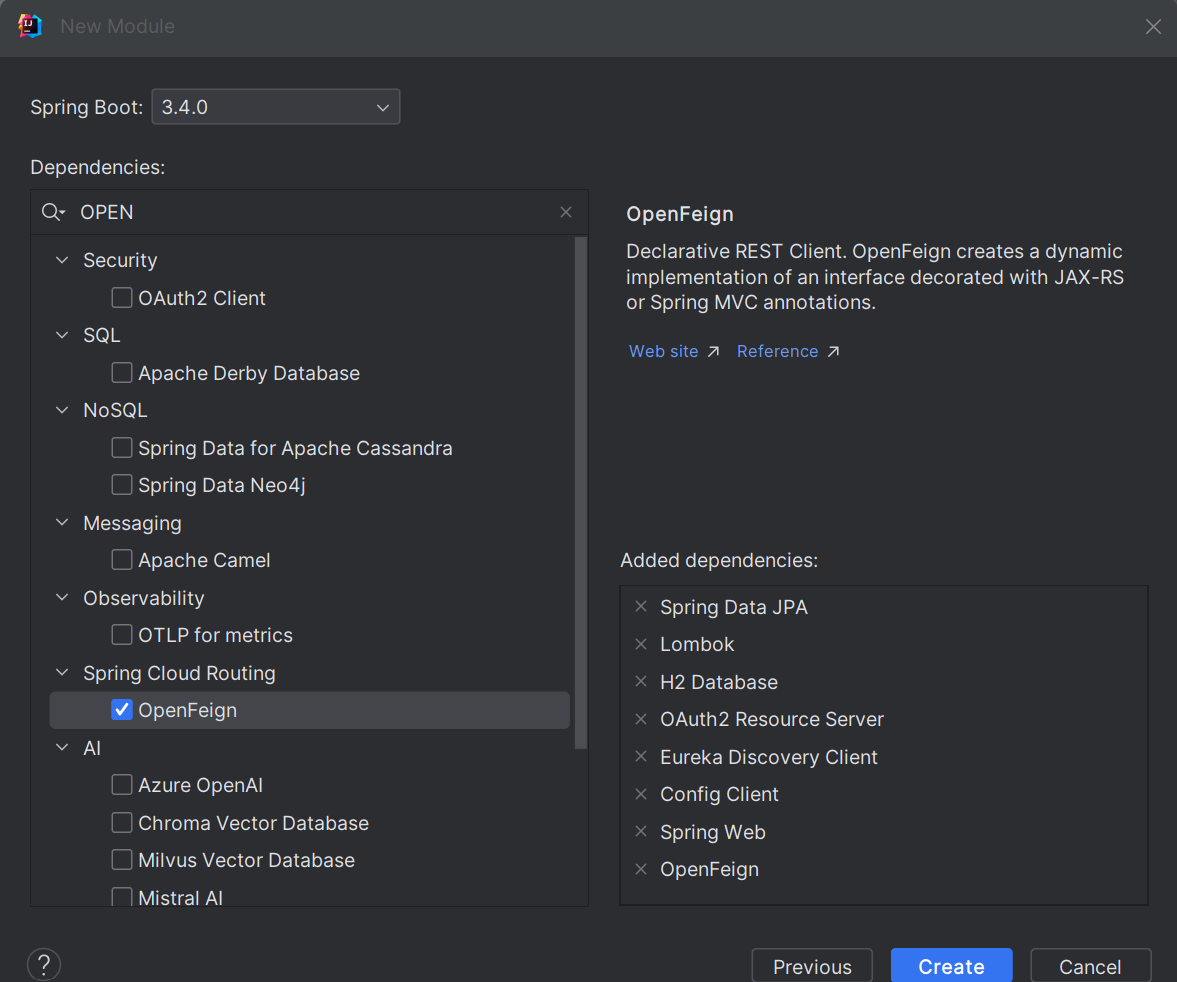 New Module
Spring Boot: 3.4.0
Dependencies:
OPEN
Security
OAuth2 Client
SQL
Apache Derby Database
NoSQL
Spring Data for Apache Cassandra
Spring Data Neo4j
Messaging
Apache Camel
Observability
OTLP for metrics
Spring Cloud Routing
OpenFeign
AI
Azure OpenAI
Chroma Vector Database
Milvus Vector Database
Mistral AI
OpenFeign
Declarative REST Client. OpenFeign creates a dynamic
implementation of an interface decorated with JAX-RS
or Spring MVC annotations.
Web site Reference
Added dependencies:
Spring Data JPA
Lombok
H2 Database
OAuth2 Resource Server
Eureka Discovery Client
Config Client
Spring Web
OpenFeign
? Previous Create Cancel